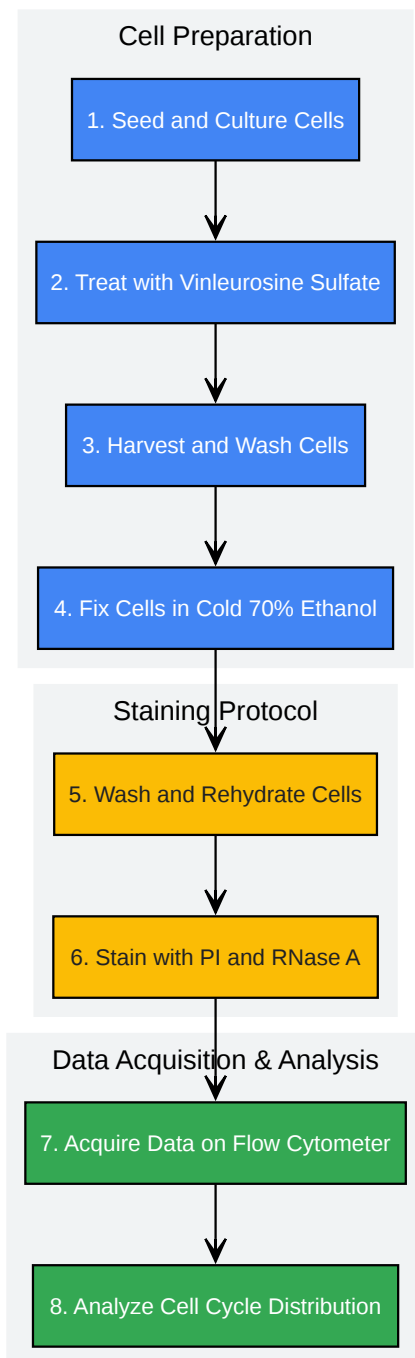 Cell Preparation
1. Seed and Culture Cells
2. Treat with Vinleurosine Sulfate
3. Harvest and Wash Cells
4. Fix Cells in Cold 70% Ethanol
Staining Protocol
5. Wash and Rehydrate Cells
6. Stain with PI and RNase A
Data Acquisition & Analysis
7. Acquire Data on Flow Cytometer
8. Analyze Cell Cycle Distribution